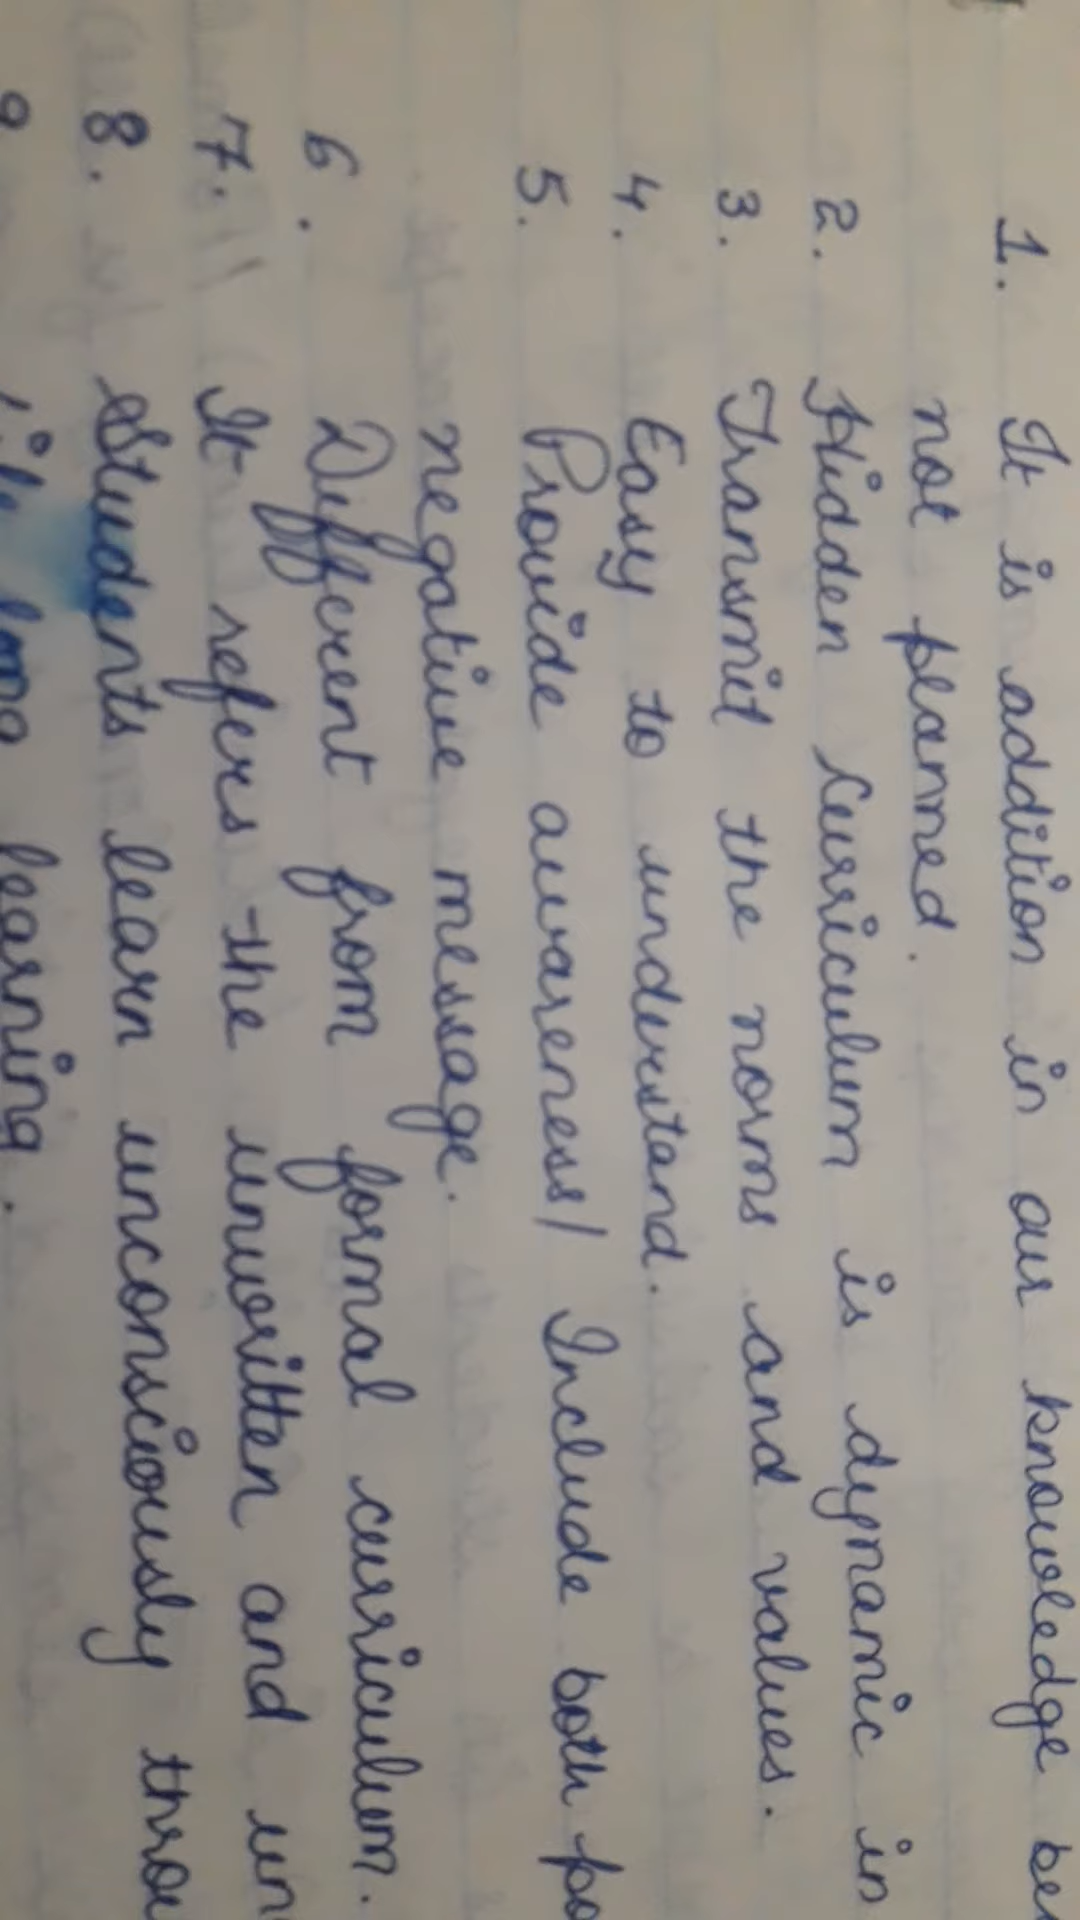 1. It is addition in our knowledge
not planned.
2. Hidden Curriculum is dynamic in
3. Transmit the norms and values.
4. Easy to understand.
5. Provide awareness/ Include both
negative message.
6. Different from formal curriculum.
7. It refers the unwritten and
8. Students learn unconsciously
9. learning.